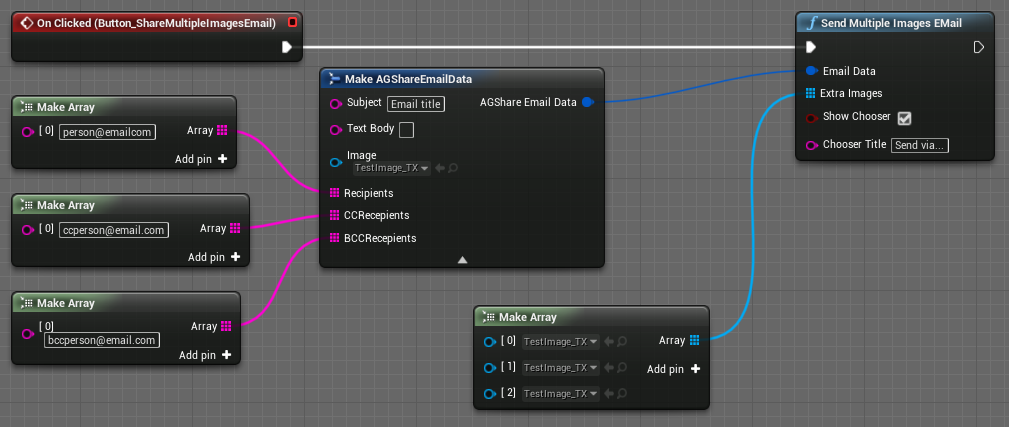 On Clicked (Button_ShareMultipleImagesEmail)
Make Array
[ 0] person@emailcom Array
Add pin
Make Array
[ 0] ccperson@email.com Array
Add pin
Make Array
[ 0] Array
bccperson@email.com
Add pin
Make AGShareEmailData
Subject Email title AGShare Email Data
Text Body
Image
TestImage_TX
Recipients
CCRecepients
BCCRecepients
Make Array
[ 0] TestImage_TX Array
[ 1] TestImage_TX Add pin
[ 2] TestImage_TX
Send Multiple Images EMail
Email Data
Extra Images
Show Chooser
Chooser Title Send via...